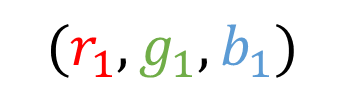 (r₁, g₁, b₁)